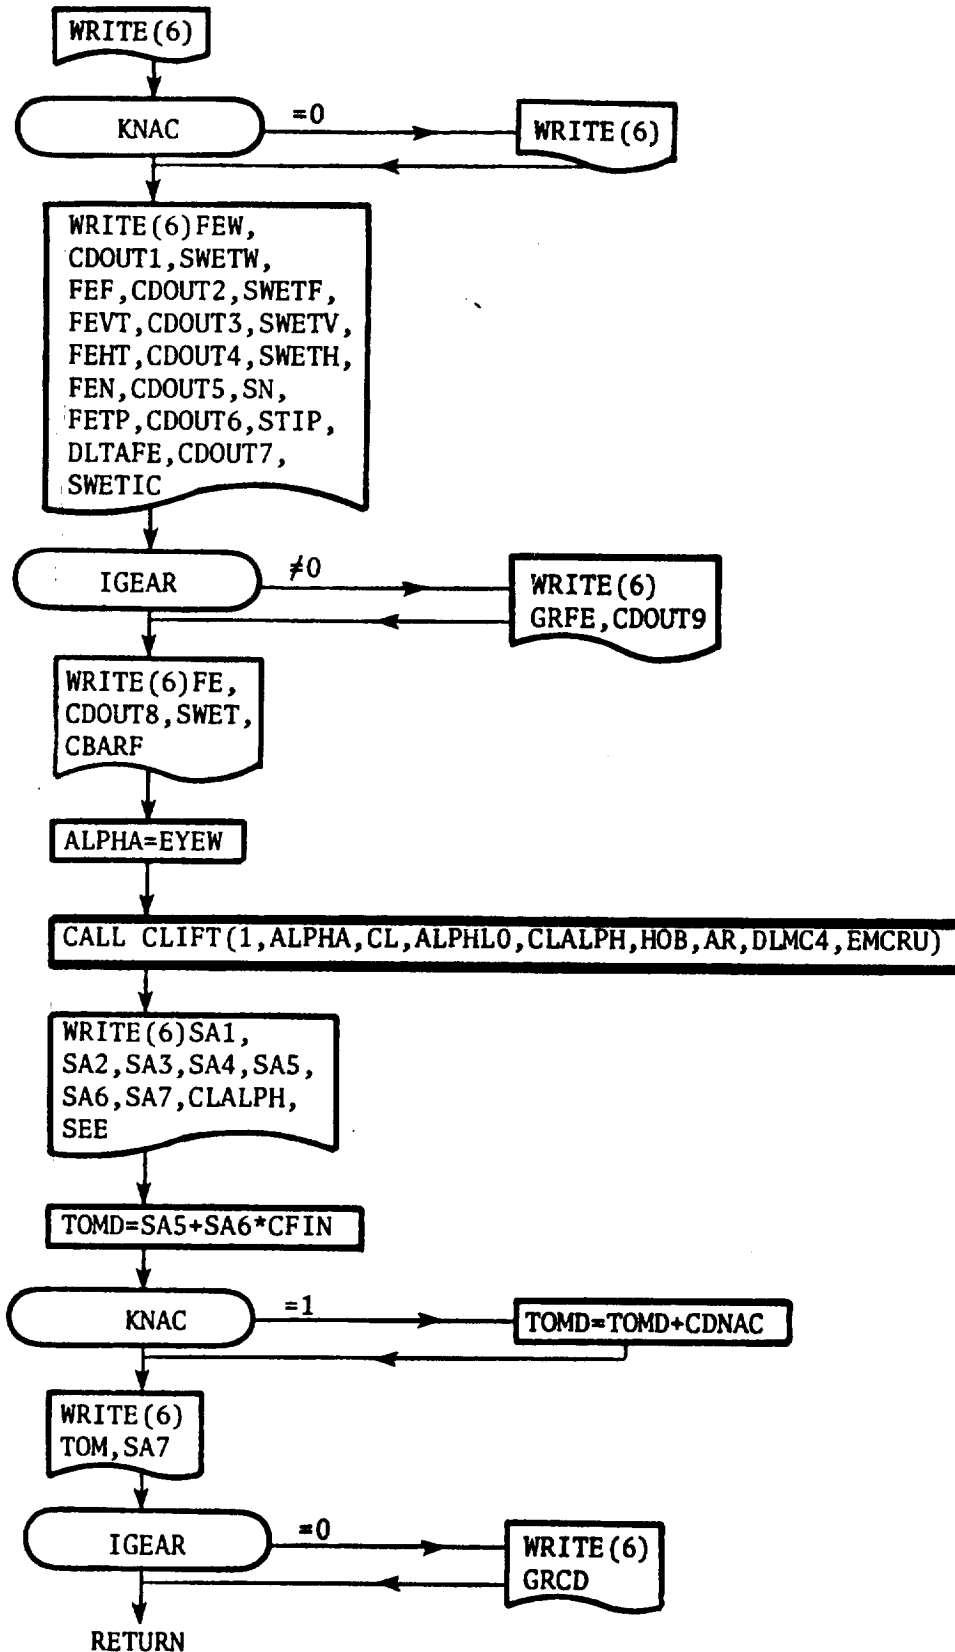 WRITE(6)
KNAC
=0
WRITE(6)
WRITE(6)FEW,
CDOUT1,SWETW,
FEF,CDOUT2,SWETF,
FEVT,CDOUT3,SWETV,
FEHT,CDOUT4,SWETH,
FEN,CDOUT5,SN,
FETP,CDOUT6,STIP,
DLTAFE,CDOUT7,
SWETIC
IGEAR
≠0
WRITE(6)
GRFE,CDOUT9
WRITE(6)FE,
CDOUT8,SWET,
CBARF
ALPHA=EYEW
CALL CLIFT(1,ALPHA,CL,ALPHLO,CLALPH,HOB,AR,DLMC4,EMCRU)
WRITE(6)SA1,
SA2,SA3,SA4,SA5,
SA6,SA7,CLALPH,
SEE
TOMD=SA5+SA6*CFIN
KNAC
=1
TOMD=TOMD+CDNAC
WRITE(6)
TOM,SA7
IGEAR
=0
WRITE(6)
GRCD
RETURN